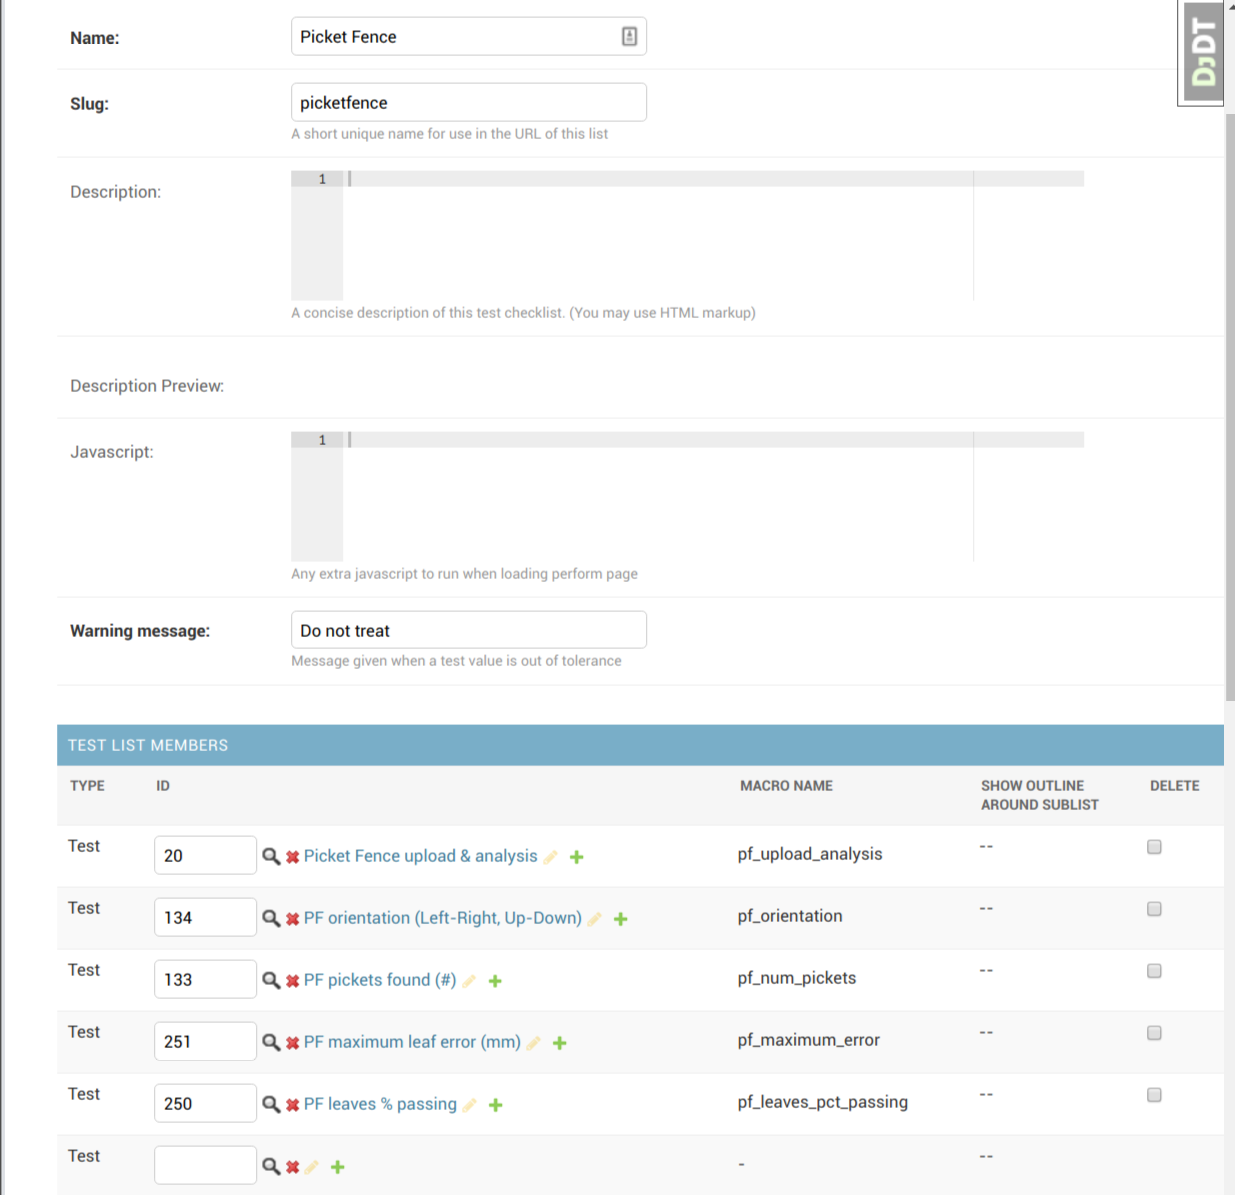 Name:
Picket Fence
DjDT
Slug:
picketfence
A short unique name for use in the URL of this list
Description:
1
A concise description of this test checklist. (You may use HTML markup)
Description Preview:
Javascript:
1
Any extra javascript to run when loading perform page
Warning message:
Do not treat
Message given when a test value is out of tolerance
TEST LIST MEMBERS
TYPE ID MACRO NAME SHOW OUTLINE AROUND SUBLIST DELETE
Test 20 Picket Fence upload & analysis pf_upload_analysis --
Test 134 PF orientation (Left-Right, Up-Down) pf_orientation --
Test 133 PF pickets found (#) pf_num_pickets --
Test 251 PF maximum leaf error (mm) pf_maximum_error --
Test 250 PF leaves % passing pf_leaves_pct_passing --
Test - --